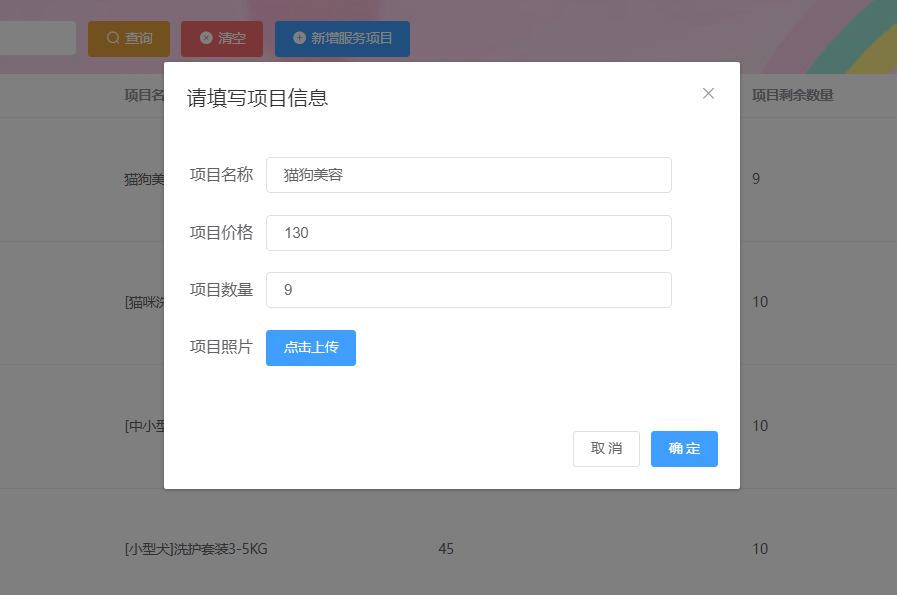 查询 清空 新增服务项目
请填写项目信息
项目名 项目剩余数量
项目名称 猫狗美容
猫狗美 9
项目价格 130
项目数量 9
[猫咪洗 10
项目照片 点击上传
[中小型 10
取消 确定
[小型犬]洗护套装3-5KG 45 10